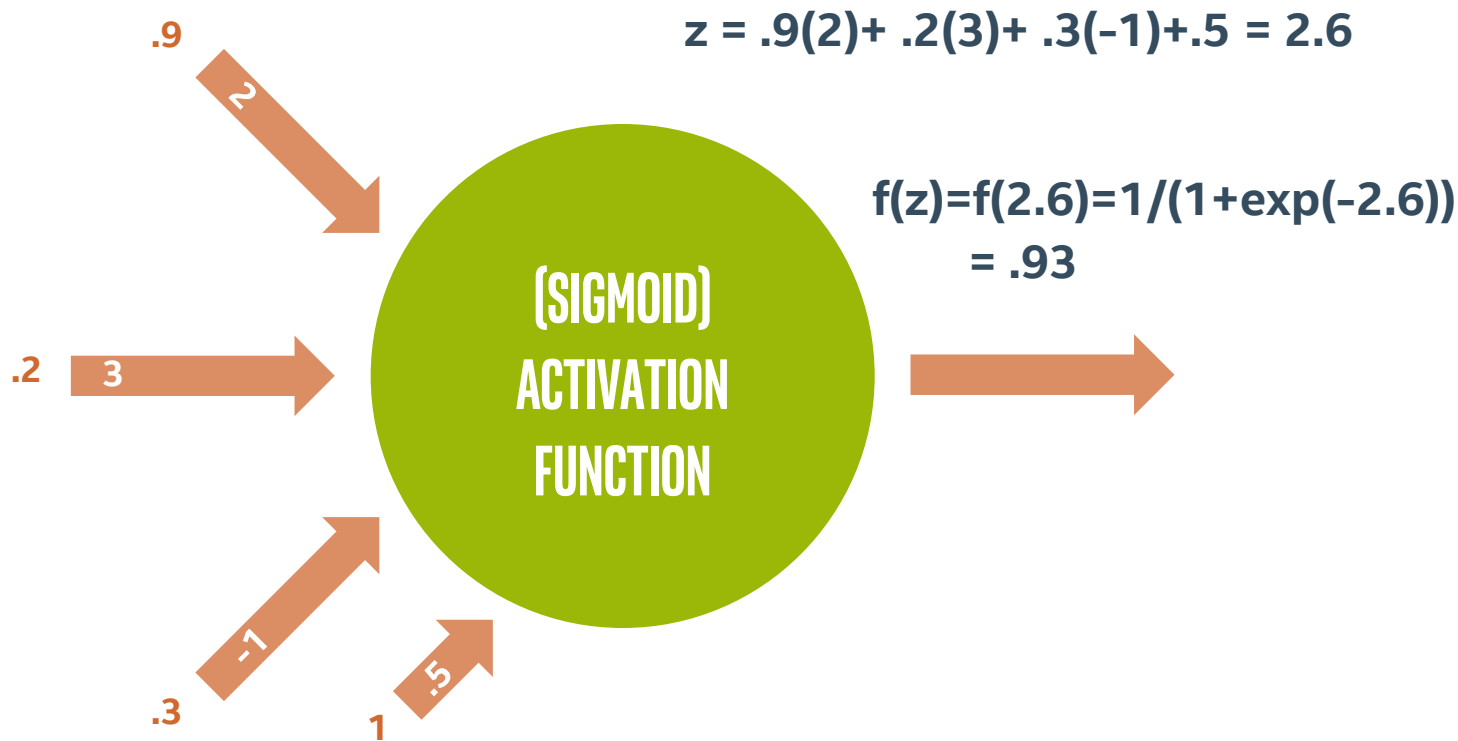 .9
z = .9(2)+ .2(3)+ .3(-1)+.5 = 2.6
2
f(z)=f(2.6)=1/(1+exp(-2.6))
= .93
(SIGMOID)
ACTIVATION
FUNCTION
.2
3
-1
.5
.3
1